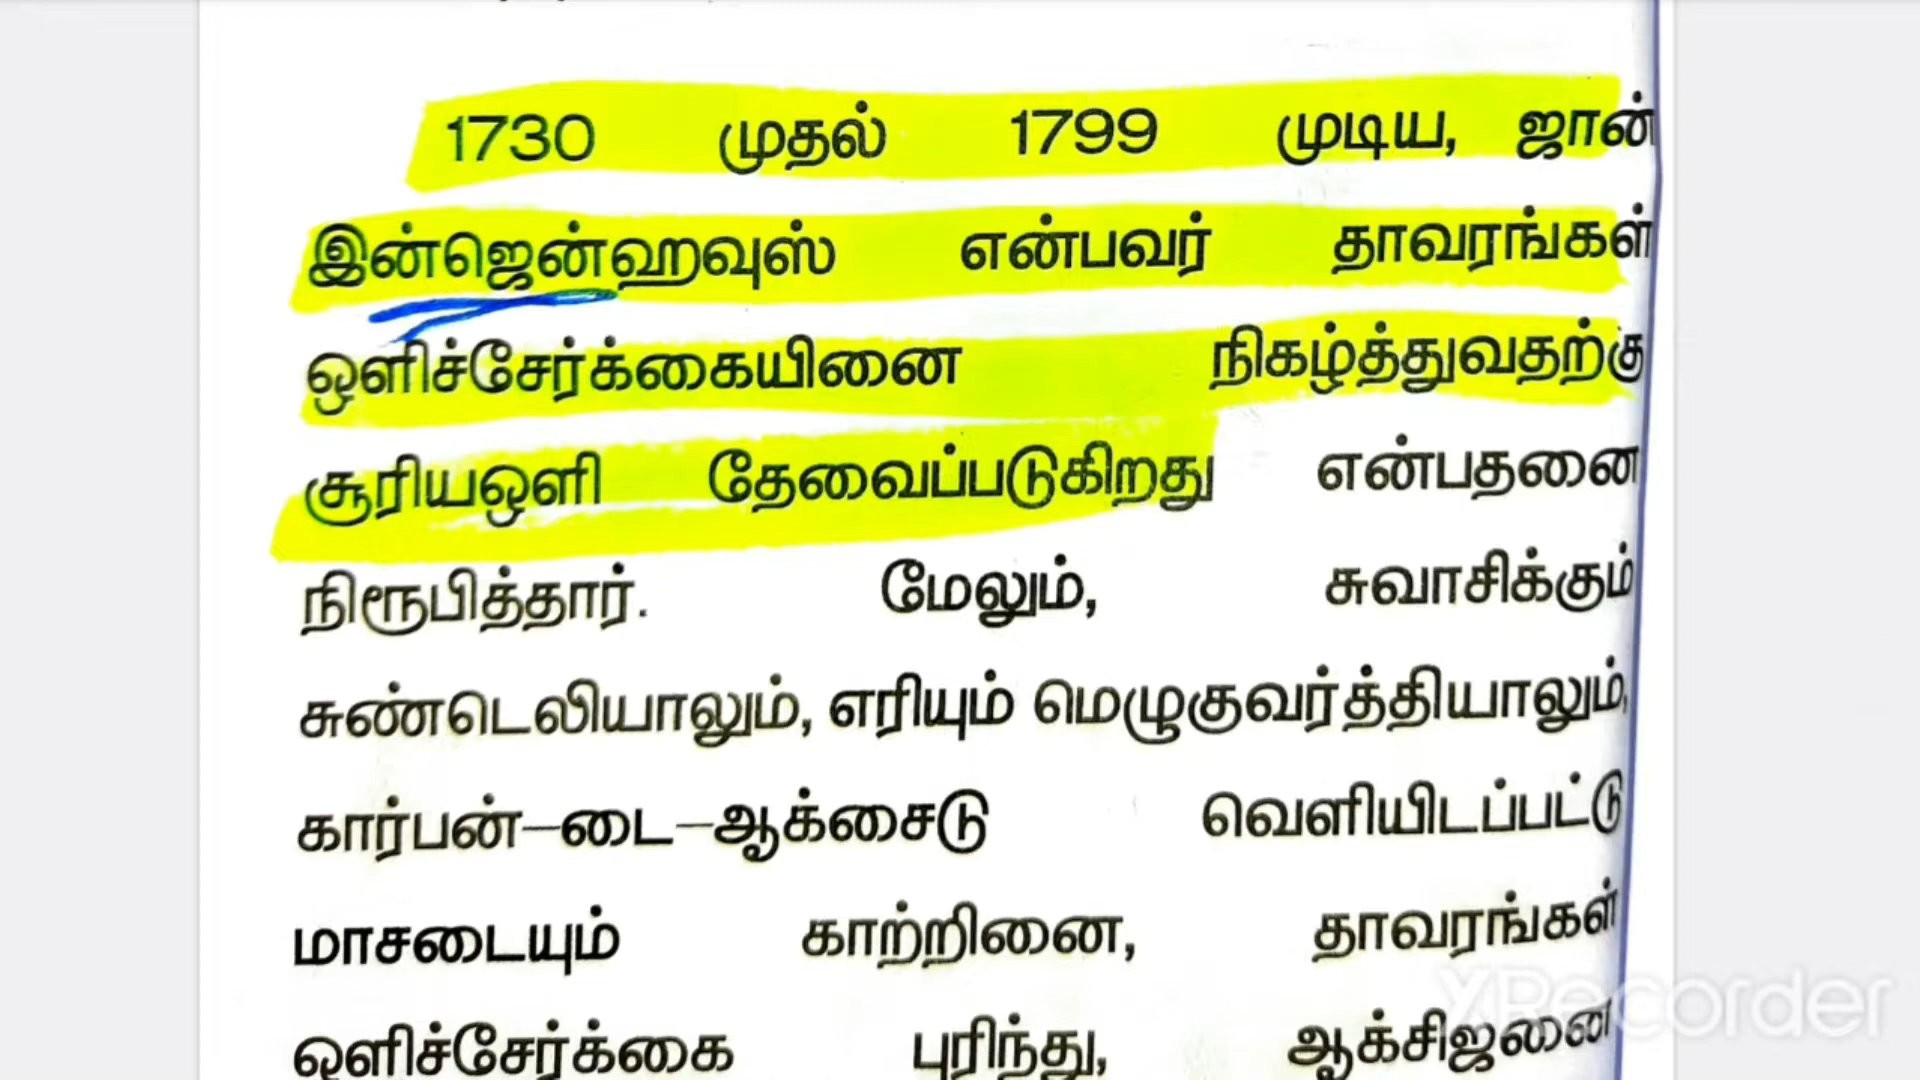 1730 முதல் 1799 முடிய, ஜான்
இன்ஜென்ஹவுஸ் என்பவர் தாவரங்கள்
ஒளிச்சேர்க்கையினை நிகழ்த்துவதற்கு
சூரியஒளி தேவைப்படுகிறது என்பதனை
நிரூபித்தார். மேலும், சுவாசிக்கும்
சுண்டெலியாலும், எரியும் மெழுகுவர்த்தியாலும்,
கார்பன்–டை–ஆக்சைடு வெளியிடப்பட்டு
மாசடையும் காற்றினை, தாவரங்கள்
ஒளிச்சேர்க்கை புரிந்து, ஆக்சிஜனை
XRecorder